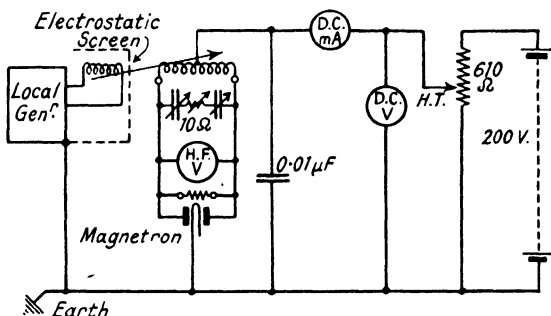 Electrostatic
Screen
Local
Genr.
10Ω
H.F.
V
Magnetron
0·01μF
D.C.
mA
D.C.
V
H.T.
610
Ω
200 V.
Earth